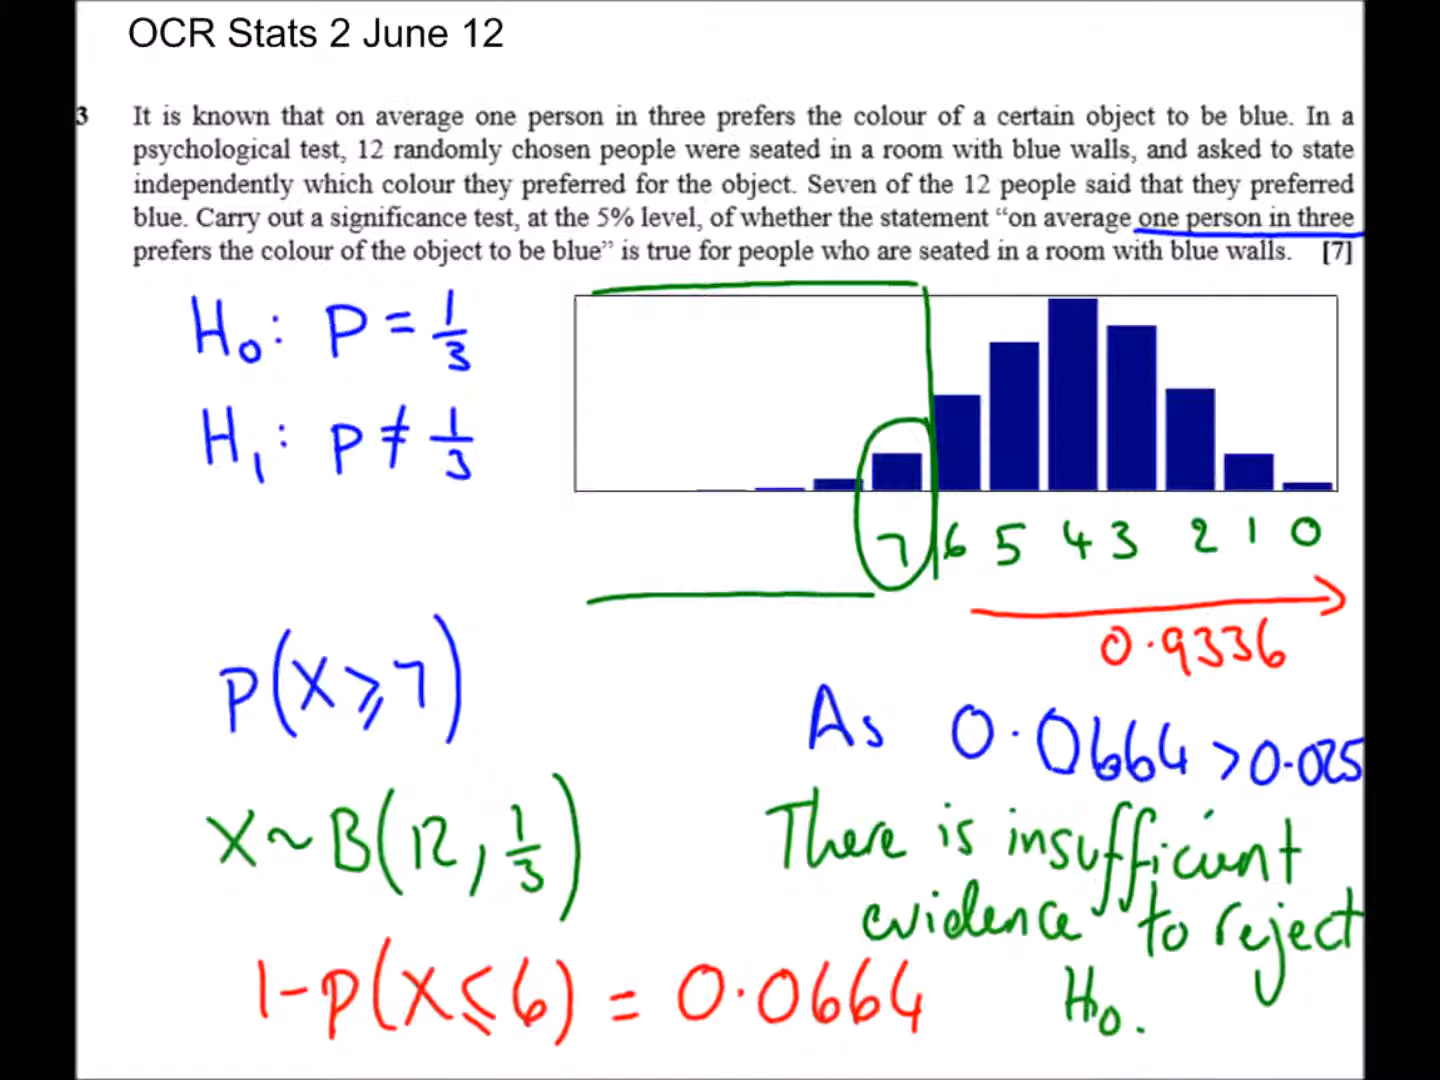 OCR Stats 2 June 12
3 It is known that on average one person in three prefers the colour of a certain object to be blue. In a
psychological test, 12 randomly chosen people were seated in a room with blue walls, and asked to state
independently which colour they preferred for the object. Seven of the 12 people said that they preferred
blue. Carry out a significance test, at the 5% level, of whether the statement “on average one person in three
prefers the colour of the object to be blue” is true for people who are seated in a room with blue walls. [7]
H₀: P = 1/3
H₁: P ≠ 1/3
7 6 5 4 3 2 1 0
0.9336
P(X ⩾ 7)
X ~ B(12, 1/3)
1 - P(X ⩽ 6) = 0.0664
As 0.0664 > 0.025
There is insufficient
evidence to reject
H₀.